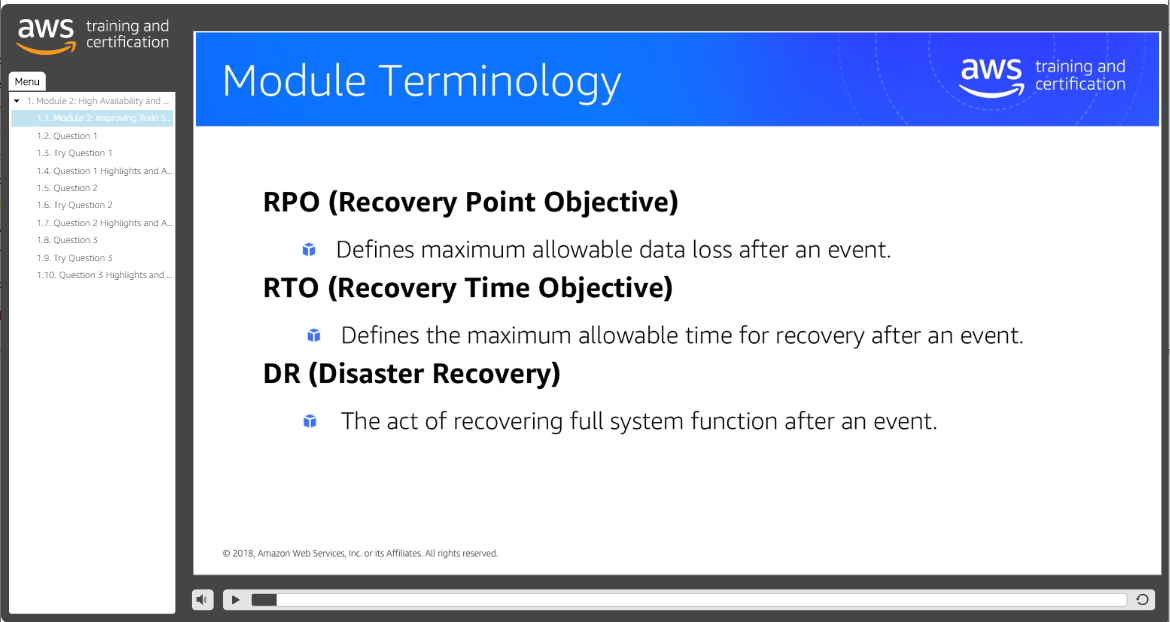 aws training and
certification
Menu
1. Module 2: High Availability and ...
1.1. Module 2: Improving Train S...
1.2. Question 1
1.3. Try Question 1
1.4. Question 1 Highlights and A...
1.5. Question 2
1.6. Try Question 2
1.7. Question 2 Highlights and A...
1.8. Question 3
1.9. Try Question 3
1.10. Question 3 Highlights and ...
Module Terminology
aws training and
certification
RPO (Recovery Point Objective)
Defines maximum allowable data loss after an event.
RTO (Recovery Time Objective)
Defines the maximum allowable time for recovery after an event.
DR (Disaster Recovery)
The act of recovering full system function after an event.
© 2018, Amazon Web Services, Inc. or its Affiliates. All rights reserved.